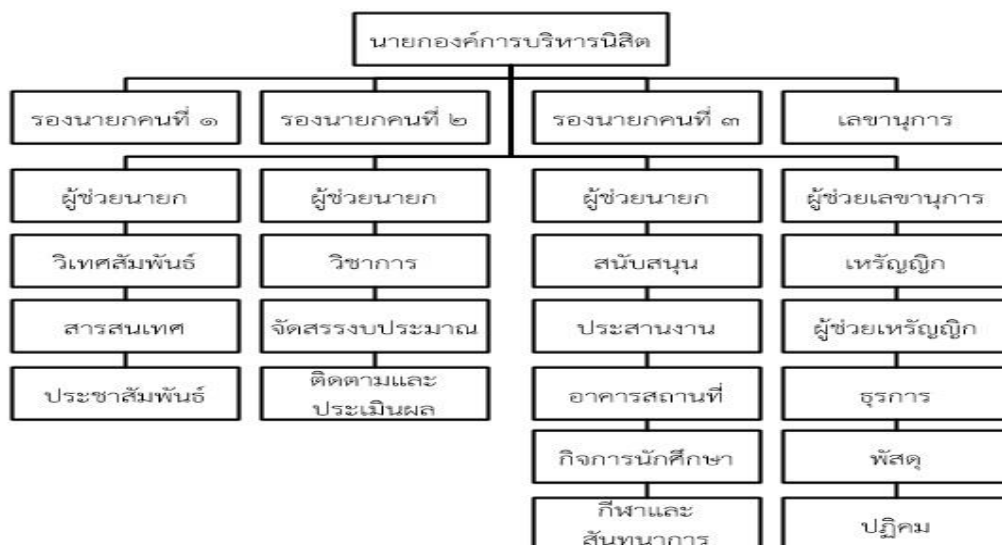 นายกองค์การบริหารนิสิต
รองนายกคนที่ ๑
รองนายกคนที่ ๒
รองนายกคนที่ ๓
เลขานุการ
ผู้ช่วยนายก
ผู้ช่วยนายก
ผู้ช่วยนายก
ผู้ช่วยเลขานุการ
วิเทศสัมพันธ์
วิชาการ
สนับสนุน
เหรัญญิก
สารสนเทศ
จัดสรรงบประมาณ
ประสานงาน
ผู้ช่วยเหรัญญิก
ประชาสัมพันธ์
ติดตามและ
ประเมินผล
อาคารสถานที่
ธุรการ
กิจการนักศึกษา
พัสดุ
กีฬาและ
สันทนาการ
ปฏิคม